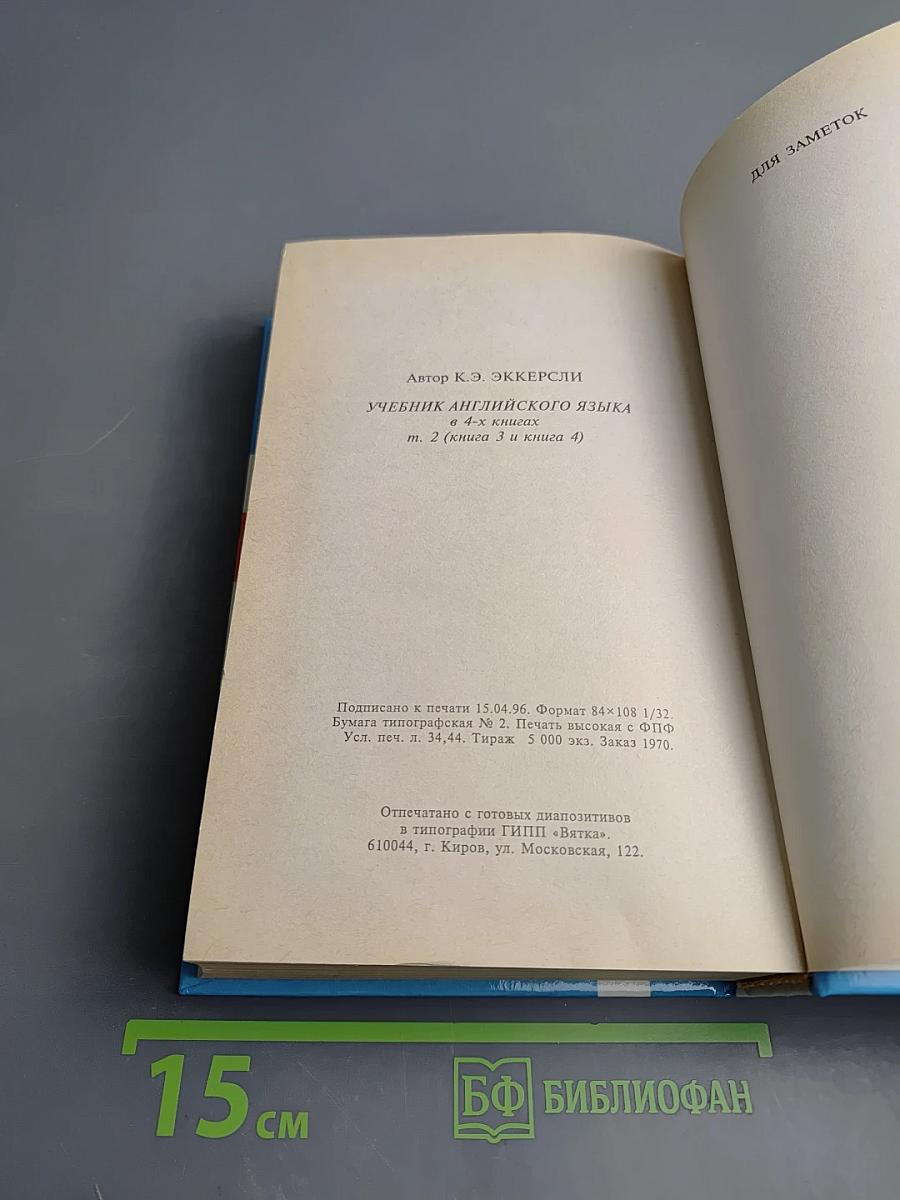 ДЛЯ ЗАМЕТОК
Автор К.Э. ЭККЕРСЛИ
УЧЕБНИК АНГЛИЙСКОГО ЯЗЫКА
в 4-х книгах
т. 2 (книга 3 и книга 4)
Подписано к печати 15.04.96. Формат 84×108 1/32.
Бумага типографская № 2. Печать высокая с ФПФ
Усл. печ. л. 34,44. Тираж 5 000 экз. Заказ 1970.
Отпечатано с готовых диапозитивов
в типографии ГИПП «Вятка».
610044, г. Киров, ул. Московская, 122.
15 см
БФ БИБЛИОФАН